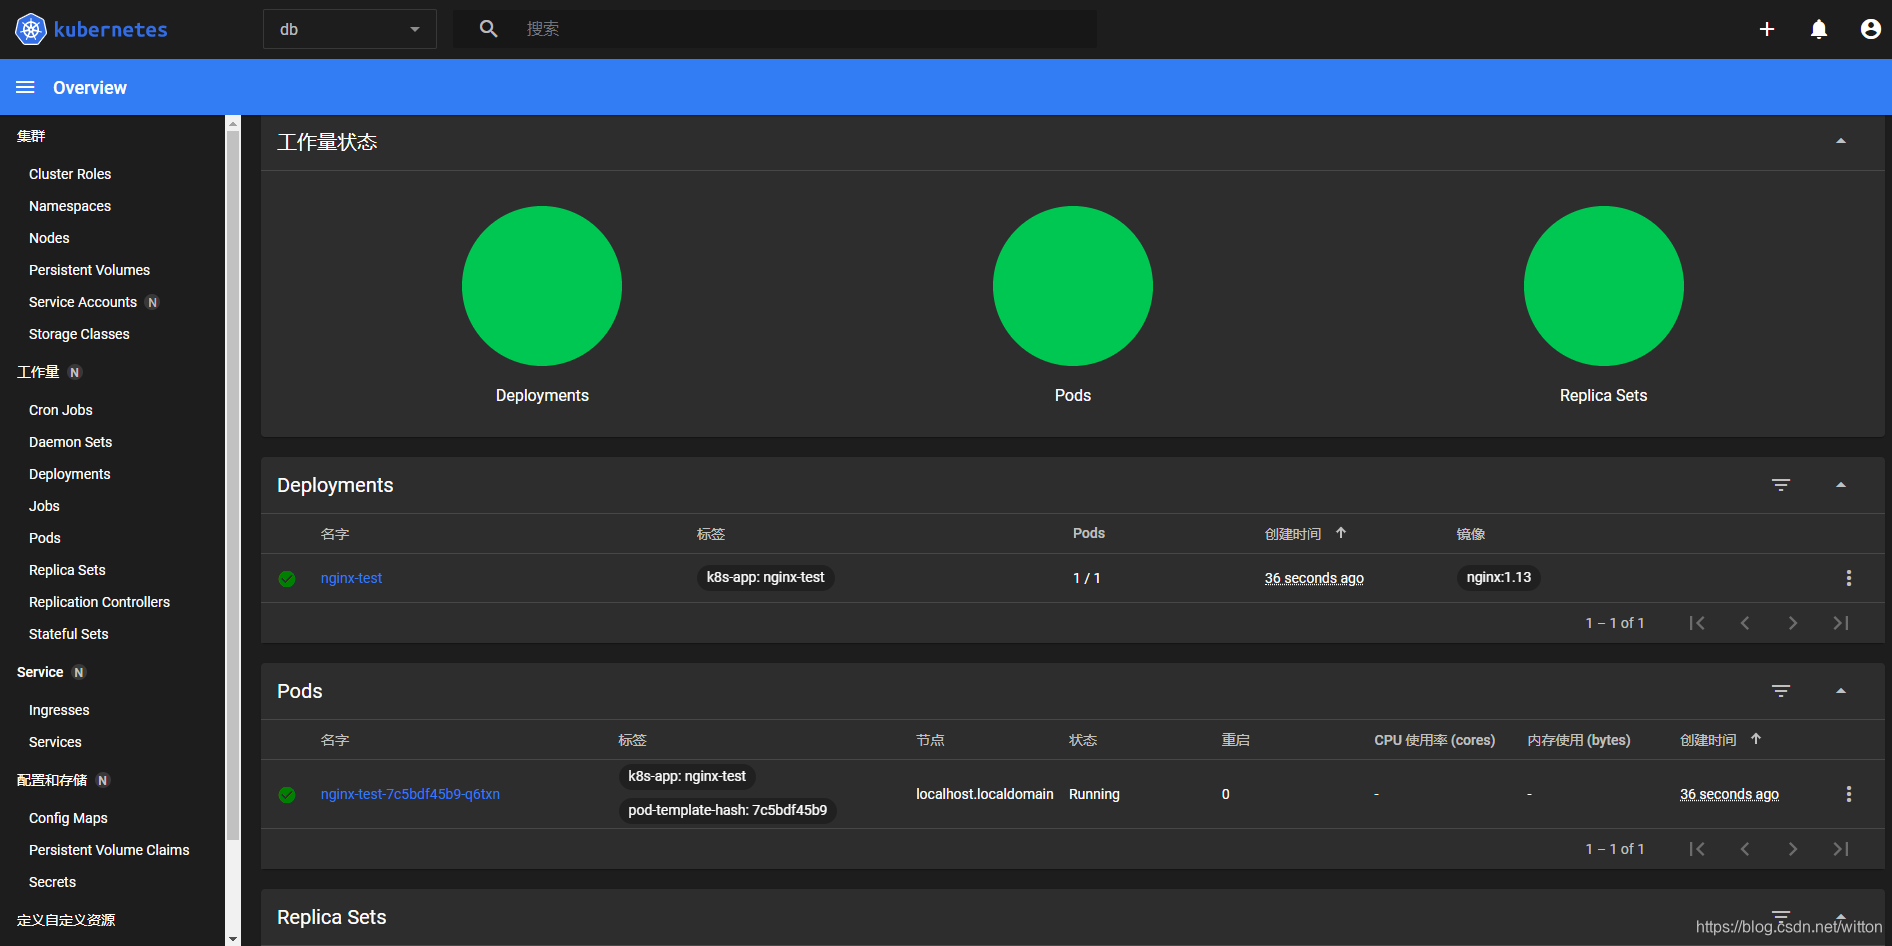 kubernetes
db
搜索
Overview
集群
Cluster Roles
Namespaces
Nodes
Persistent Volumes
Service Accounts N
Storage Classes
工作量 N
Cron Jobs
Daemon Sets
Deployments
Jobs
Pods
Replica Sets
Replication Controllers
Stateful Sets
Service N
Ingresses
Services
配置和存储 N
Config Maps
Persistent Volume Claims
Secrets
定义自定义资源
工作量状态
Deployments Pods Replica Sets
Deployments
名字 标签 Pods 创建时间 镜像
nginx-test k8s-app: nginx-test 1 / 1 36 seconds ago nginx:1.13
1 – 1 of 1
Pods
名字 标签 节点 状态 重启 CPU 使用率 (cores) 内存使用 (bytes) 创建时间
k8s-app: nginx-test
nginx-test-7c5bdf45b9-q6txn localhost.localdomain Running 0 - - 36 seconds ago
pod-template-hash: 7c5bdf45b9
1 – 1 of 1
Replica Sets
https://blog.csdn.net/witton